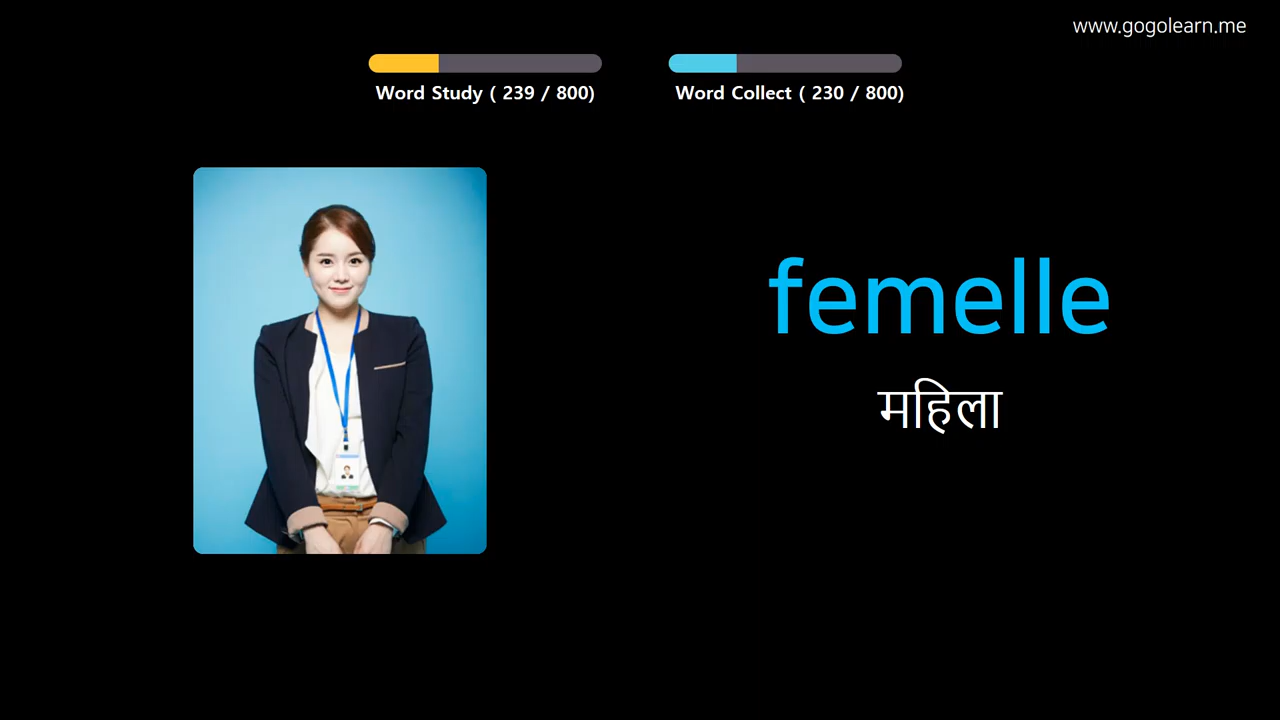 www.gogolearn.me
Word Study ( 239 / 800)
Word Collect ( 230 / 800)
femelle
महिला